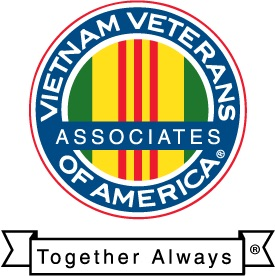 VIETNAM VETERANS
ASSOCIATES
OF AMERICA®
Together Always ®